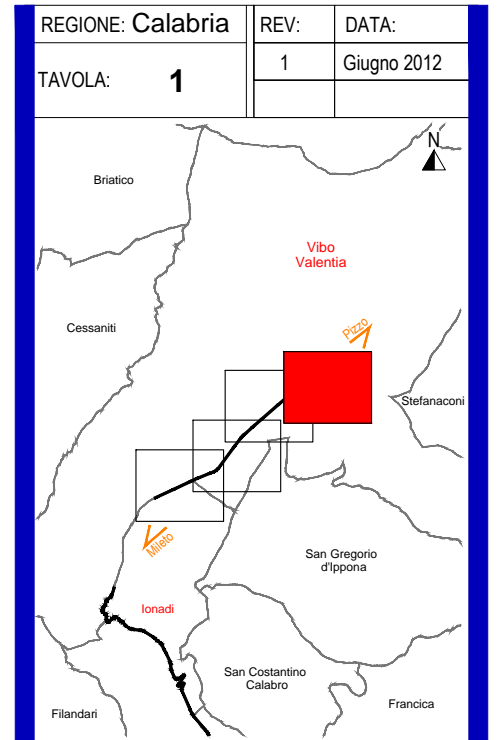 REGIONE: Calabria REV: DATA:
TAVOLA: 1 1 Giugno 2012
N
Briatico
Vibo
Valentia
Cessaniti
Pizzo
Stefanaconi
Mileto
San Gregorio
d'Ippona
Ionadi
San Costantino
Calabro
Francica
Filandari